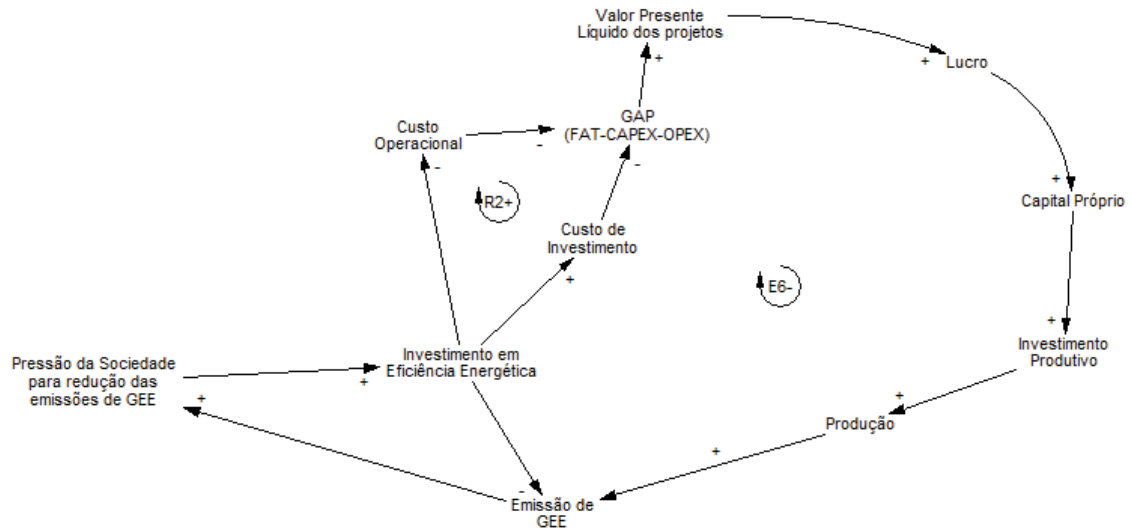 Valor Presente
Líquido dos projetos
+
+
Lucro
GAP
(FAT-CAPEX-OPEX)
Custo
Operacional
-
-
-
R2+
+
Capital Próprio
Custo de
Investimento
+
E6-
+
Investimento
Produtivo
Investimento em
Eficiência Energética
Pressão da Sociedade
para redução das
emissões de GEE
+
+
+
Produção
+
-
Emissão de
GEE